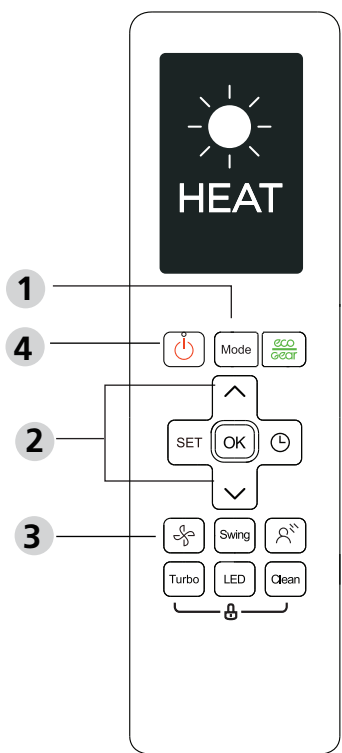 HEAT
1
4
Mode
eco
Gear
2
SET
OK
3
Swing
Turbo
LED
Clean